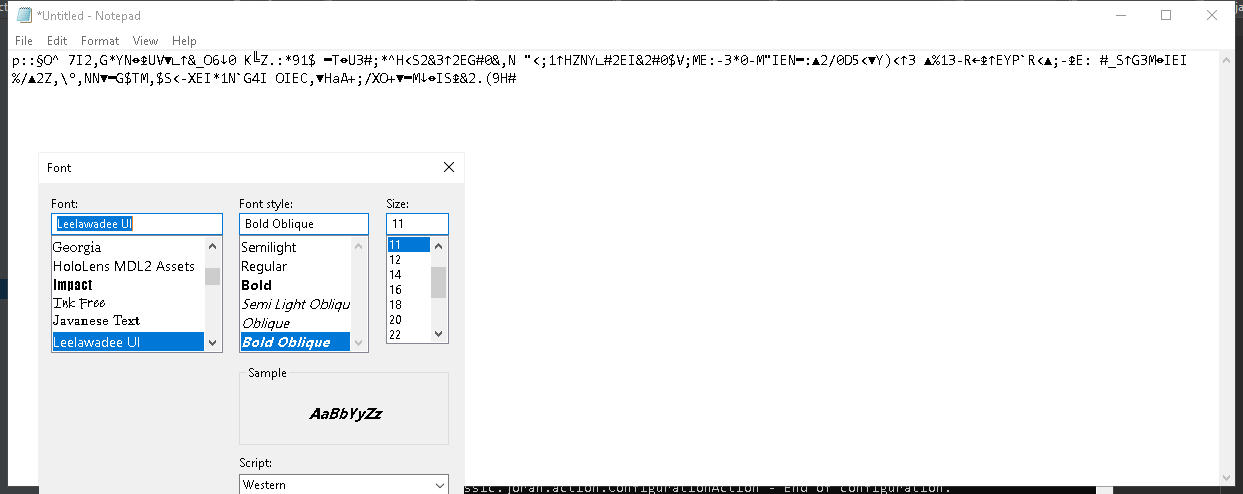 *Untitled - Notepad
File Edit Format View Help
p::§O^ 7I2,G*YN↔↨UV▼∟↑&_O6↓0 K╚Z.:*91$ ━T↔U3#;*^H<S2&3↑2EG#0&,N "<;1↑HZNY∟#2EI&2#0$V;ME:-3*0-M"IEN━:▲2/0D5<▼Y)<↑3 ▲%13-R←↨↑EYP`R<▲;-↨E: #_S↑G3M↔IEI
%/▲2Z,\°,NN▼━G$TM,$S<-XEI*1N`G4I OIEC,▼HaA+;/XO+▼━M↓↔IS↨&2.(9H#
Font
Font: Font style: Size:
Leelawadee UI Bold Oblique 11
Georgia Semilight 11
HoloLens MDL2 Assets Regular 12
Impact Bold 14
Ink Free Semi Light Obliqu 16
Javanese Text Oblique 18
Leelawadee UI Bold Oblique 20
22
Sample
AaBbYyZz
Script:
Western
ssic.joran.action.ConfigurationAction - End of configuration.